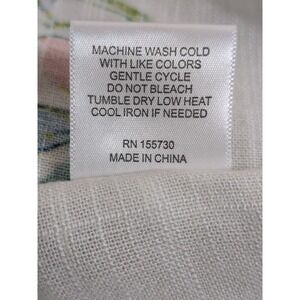 MACHINE WASH COLD
WITH LIKE COLORS
GENTLE CYCLE
DO NOT BLEACH
TUMBLE DRY LOW HEAT
COOL IRON IF NEEDED
RN 155730
MADE IN CHINA